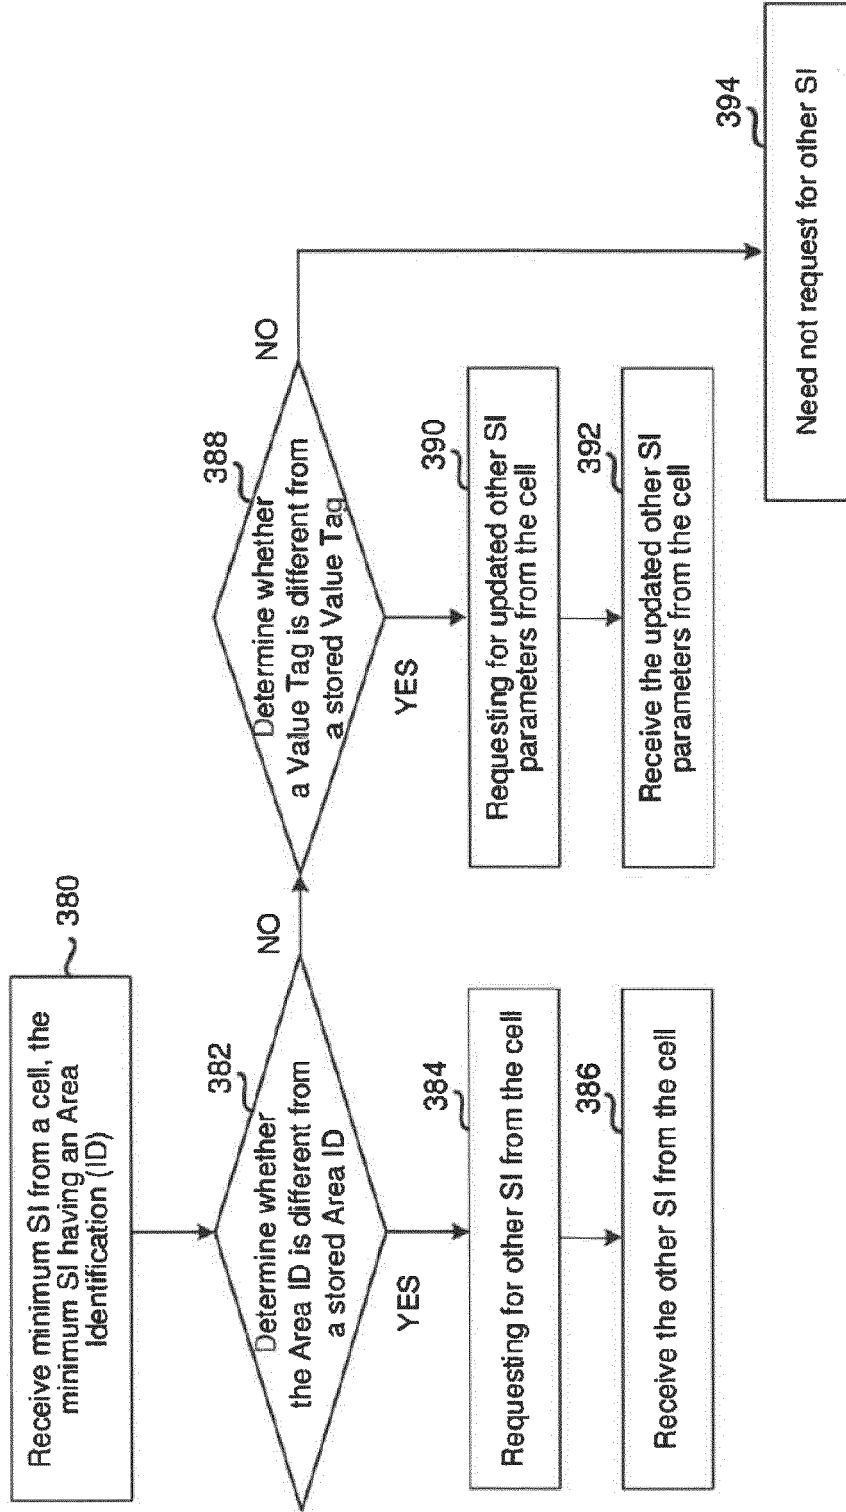 380
Receive minimum SI from a cell, the
minimum SI having an Area
Identification (ID)
382
Determine whether
the Area ID is different from
a stored Area ID
NO
YES
384
Requesting for other SI from the cell
386
Receive the other SI from the cell
388
Determine whether
a Value Tag is different from
a stored Value Tag
NO
YES
390
Requesting for updated other SI
parameters from the cell
392
Receive the updated other SI
parameters from the cell
394
Need not request for other SI